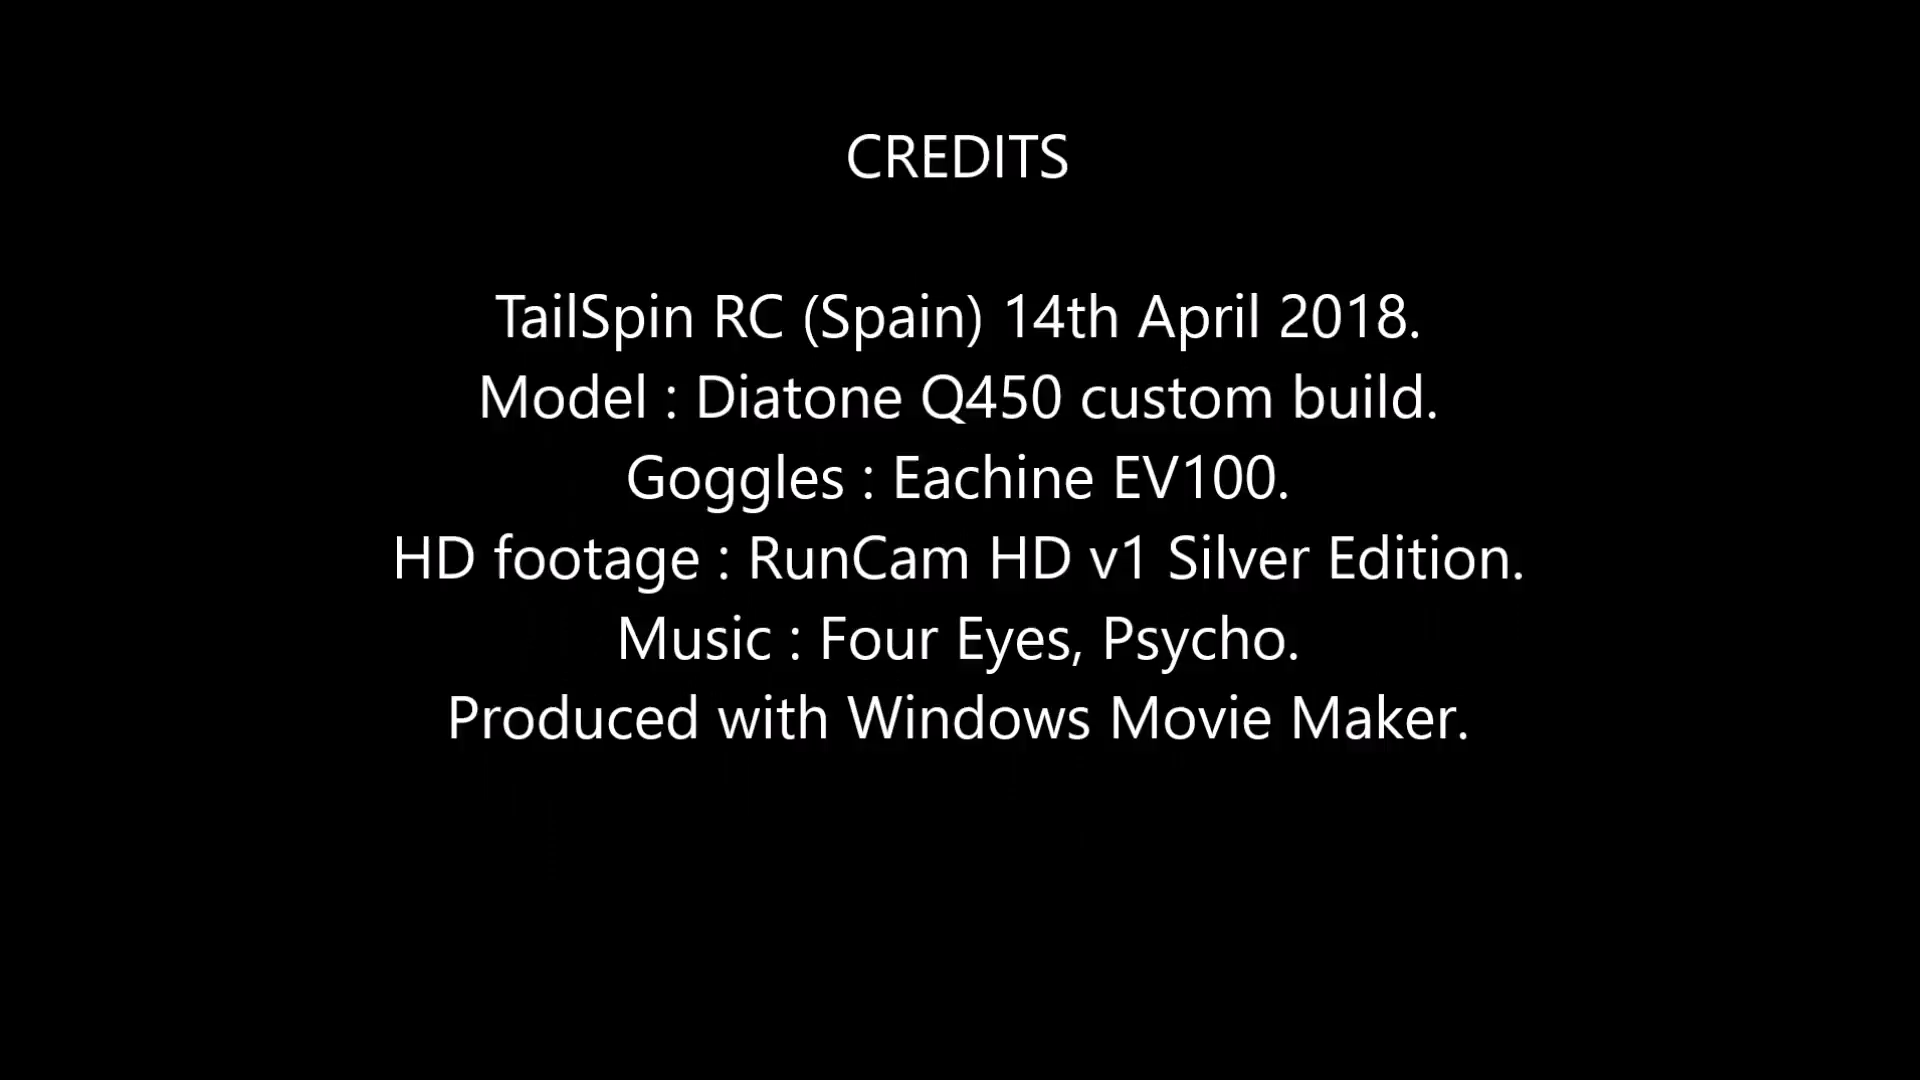 CREDITS
TailSpin RC (Spain) 14th April 2018.
Model : Diatone Q450 custom build.
Goggles : Eachine EV100.
HD footage : RunCam HD v1 Silver Edition.
Music : Four Eyes, Psycho.
Produced with Windows Movie Maker.